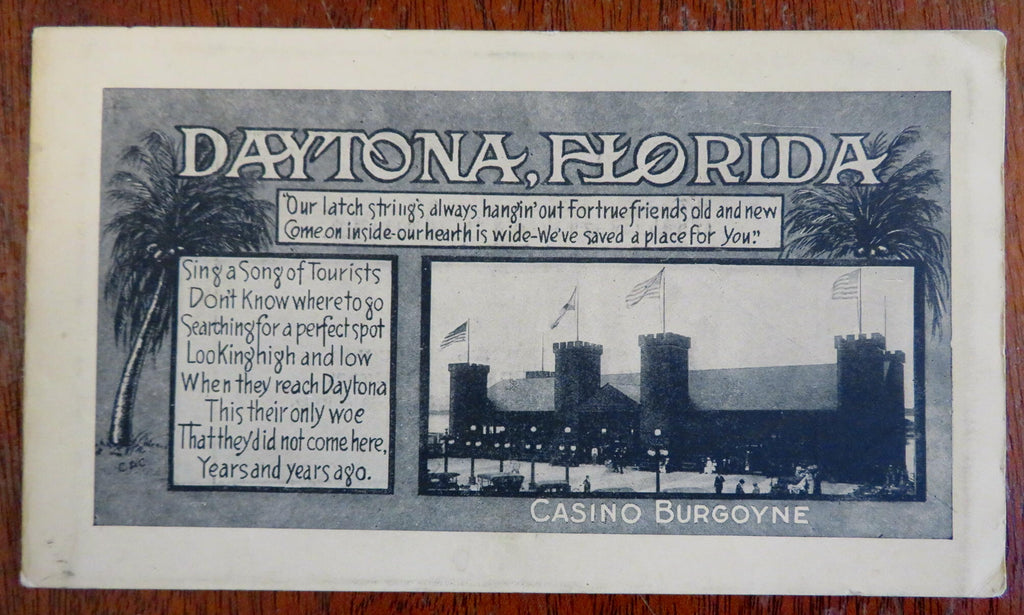 DAYTONA, FLORIDA
"Our latch string's always hangin' out for true friends old and new
Come on inside-our hearth is wide-We've saved a place for You."
Sing a Song of Tourists
Don't Know where to go
Searching for a perfect spot
Looking high and low
When they reach Daytona
This their only woe
That they did not come here,
Years and years ago.
CAC
CASINO BURGOYNE